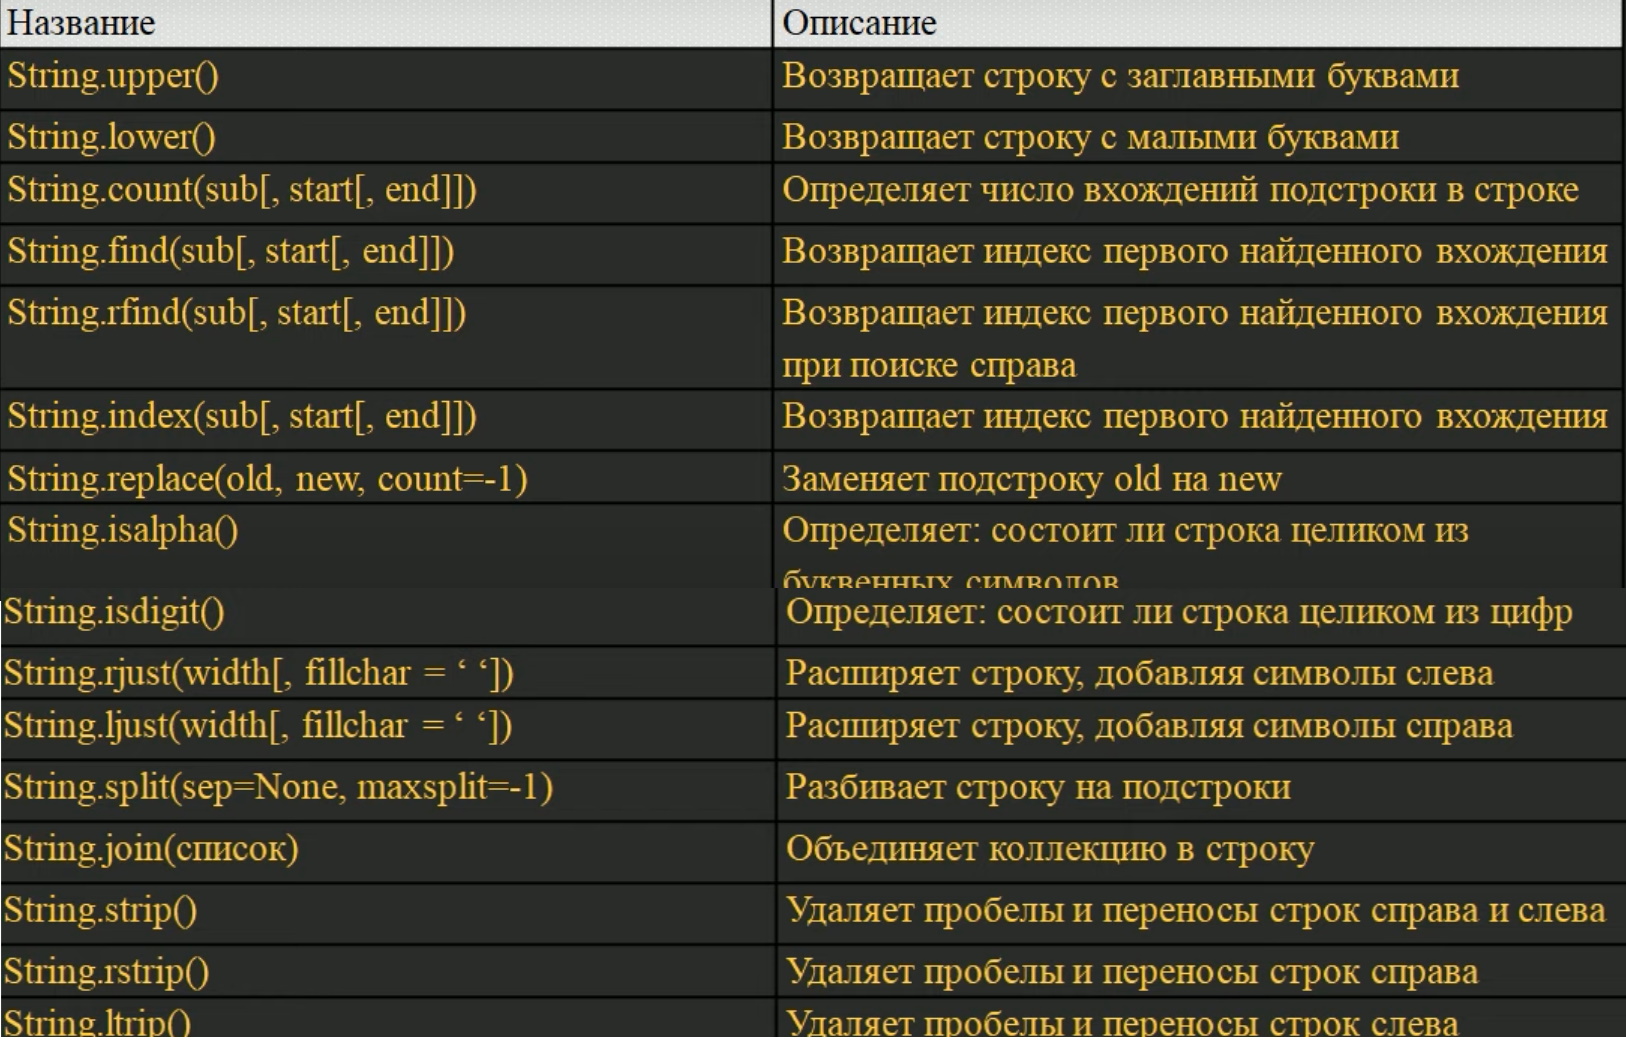 Название
Описание
String.upper()
Возвращает строку с заглавными буквами
String.lower()
Возвращает строку с малыми буквами
String.count(sub[, start[, end]])
Определяет число вхождений подстроки в строке
String.find(sub[, start[, end]])
Возвращает индекс первого найденного вхождения
String.rfind(sub[, start[, end]])
Возвращает индекс первого найденного вхождения
при поиске справа
String.index(sub[, start[, end]])
Возвращает индекс первого найденного вхождения
String.replace(old, new, count=-1)
Заменяет подстроку old на new
String.isalpha()
Определяет: состоит ли строка целиком из
буквенных символов
String.isdigit()
Определяет: состоит ли строка целиком из цифр
String.rjust(width[, fillchar = ‘ ‘])
Расширяет строку, добавляя символы слева
String.ljust(width[, fillchar = ‘ ‘])
Расширяет строку, добавляя символы справа
String.split(sep=None, maxsplit=-1)
Разбивает строку на подстроки
String.join(список)
Объединяет коллекцию в строку
String.strip()
Удаляет пробелы и переносы строк справа и слева
String.rstrip()
Удаляет пробелы и переносы строк справа
String.ltrip()
Удаляет пробелы и переносы строк слева